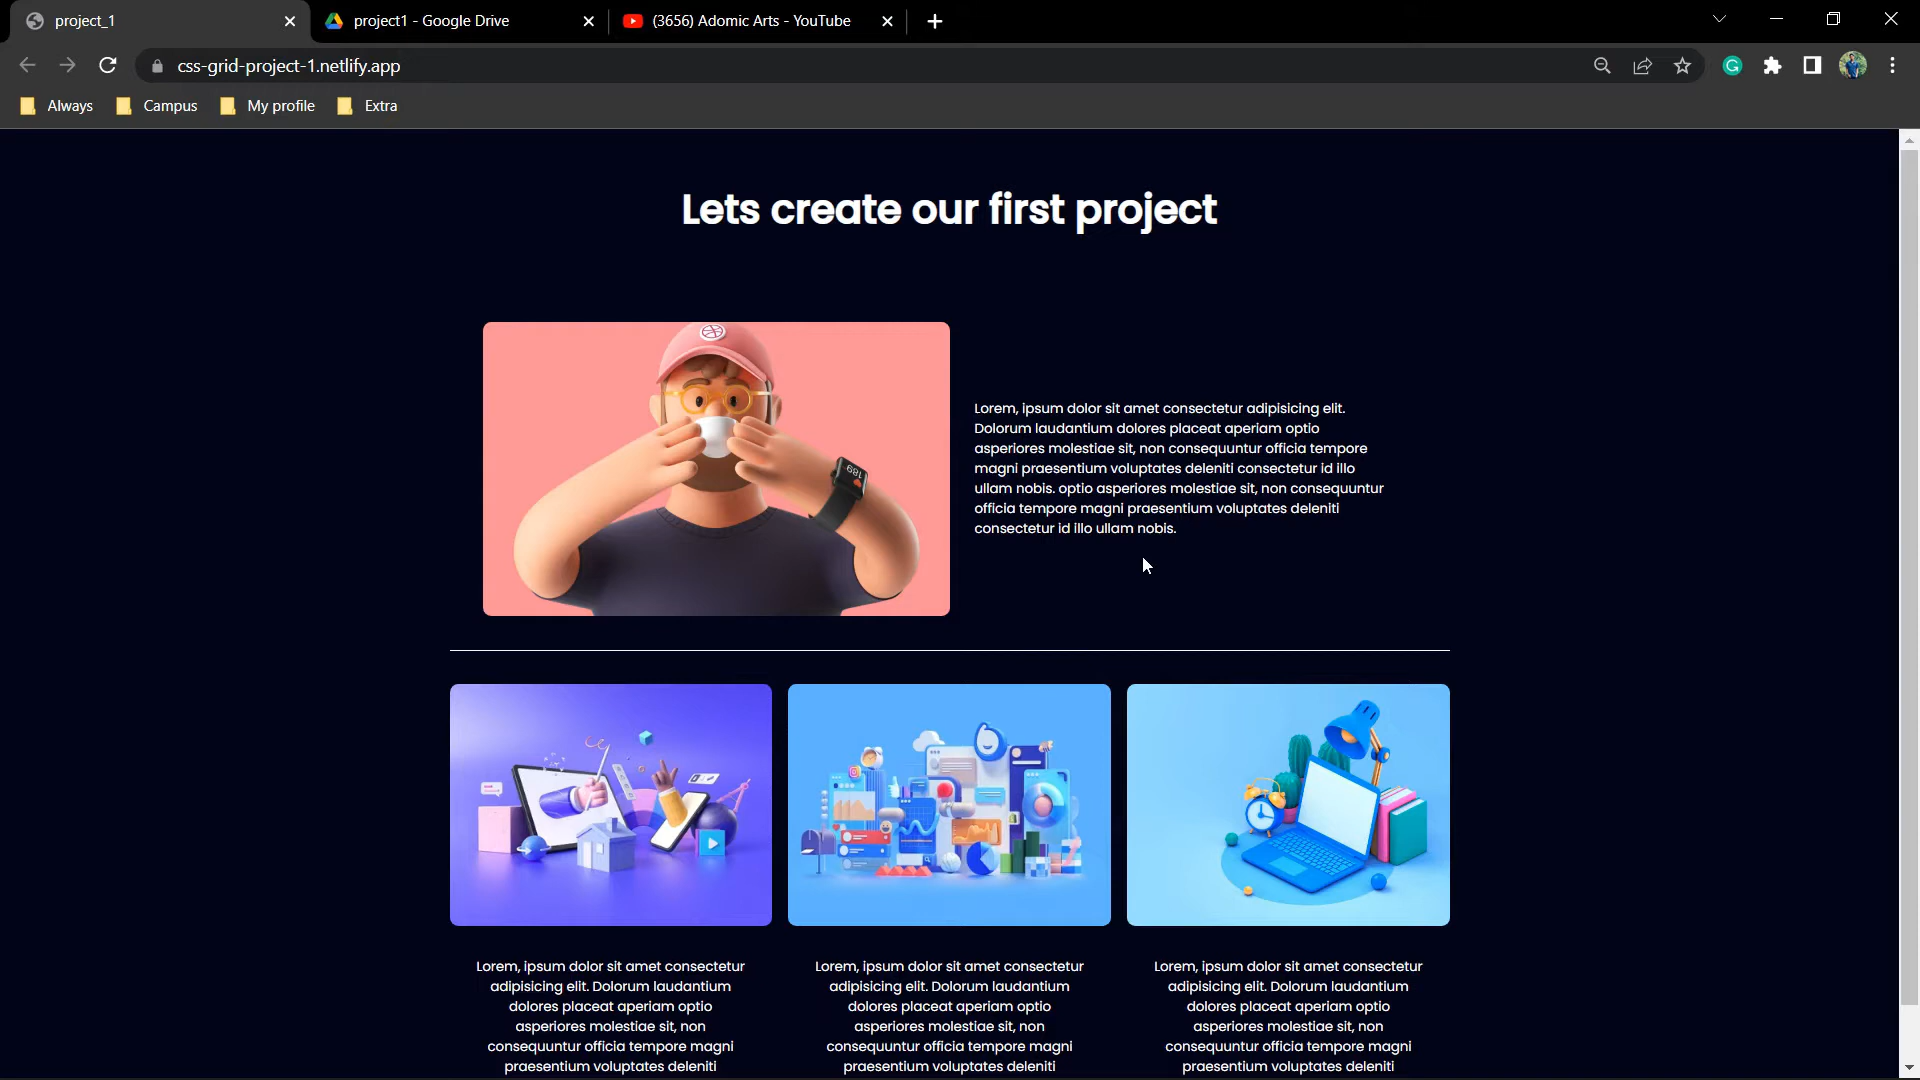 project_1
project1 - Google Drive
(3656) Adomic Arts - YouTube
css-grid-project-1.netlify.app
Always
Campus
My profile
Extra
Lets create our first project
189
Lorem, ipsum dolor sit amet consectetur adipisicing elit.
Dolorum laudantium dolores placeat aperiam optio
asperiores molestiae sit, non consequuntur officia tempore
magni praesentium voluptates deleniti consectetur id illo
ullam nobis. optio asperiores molestiae sit, non consequuntur
officia tempore magni praesentium voluptates deleniti
consectetur id illo ullam nobis.
Lorem, ipsum dolor sit amet consectetur
adipisicing elit. Dolorum laudantium
dolores placeat aperiam optio
asperiores molestiae sit, non
consequuntur officia tempore magni
praesentium voluptates deleniti
Lorem, ipsum dolor sit amet consectetur
adipisicing elit. Dolorum laudantium
dolores placeat aperiam optio
asperiores molestiae sit, non
consequuntur officia tempore magni
praesentium voluptates deleniti
Lorem, ipsum dolor sit amet consectetur
adipisicing elit. Dolorum laudantium
dolores placeat aperiam optio
asperiores molestiae sit, non
consequuntur officia tempore magni
praesentium voluptates deleniti